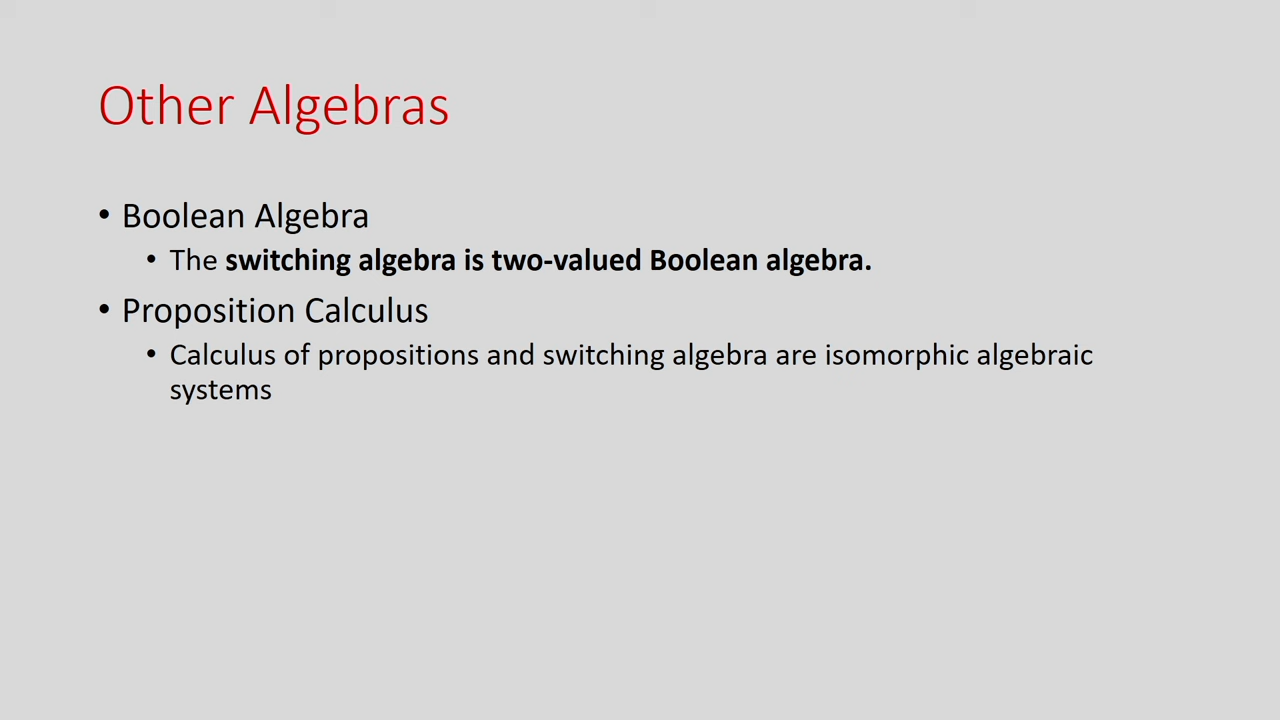 Other Algebras
• Boolean Algebra
• The switching algebra is two-valued Boolean algebra.
• Proposition Calculus
• Calculus of propositions and switching algebra are isomorphic algebraic
systems